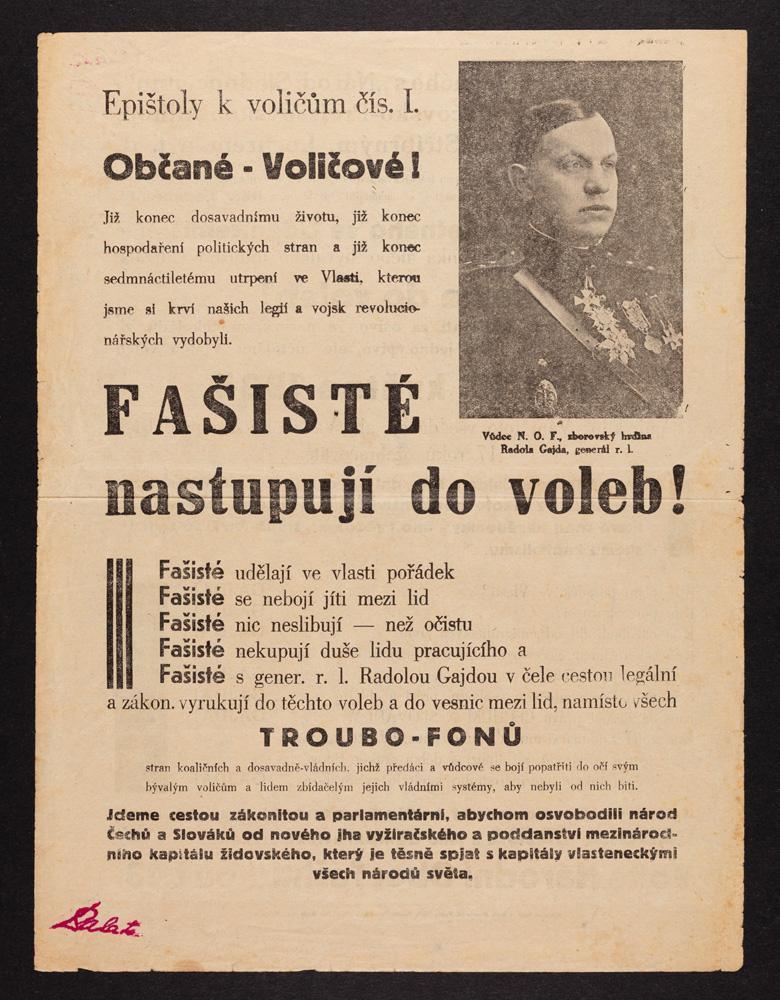 Epištoly k voličům čís. I.
Občané - Voličové!
Již konec dosavadnímu životu, již konec
hospodaření politických stran a již konec
sedmnáctiletému utrpení ve Vlasti, kterou
jsme si krví našich legií a vojsk revolucio-
nářských vydobyli.
Vůdce N. O. F., zborovský hrdina
Radola Gajda, generál r. l.
FAŠISTÉ
nastupují do voleb!
Fašisté udělají ve vlasti pořádek
Fašisté se nebojí jíti mezi lid
Fašisté nic neslibují — než očistu
Fašisté nekupují duše lidu pracujícího a
Fašisté s gener. r. l. Radolou Gajdou v čele cestou legální
a zákon. vyrukují do těchto voleb a do vesnic mezi lid, namísto všech
TROUBO-FONŮ
stran koaličních a dosavadně-vládních, jichž předáci a vůdcové se bojí popatřiti do očí svým
bývalým voličům a lidem zbídačelým jejich vládními systémy, aby nebyli od nich biti.
Jdeme cestou zákonitou a parlamentární, abychom osvobodili národ
Čechů a Slováků od nového jha vyžíračského a poddanství mezinárod-
ního kapitálu židovského, který je těsně spjat s kapitály vlasteneckými
všech národů světa.